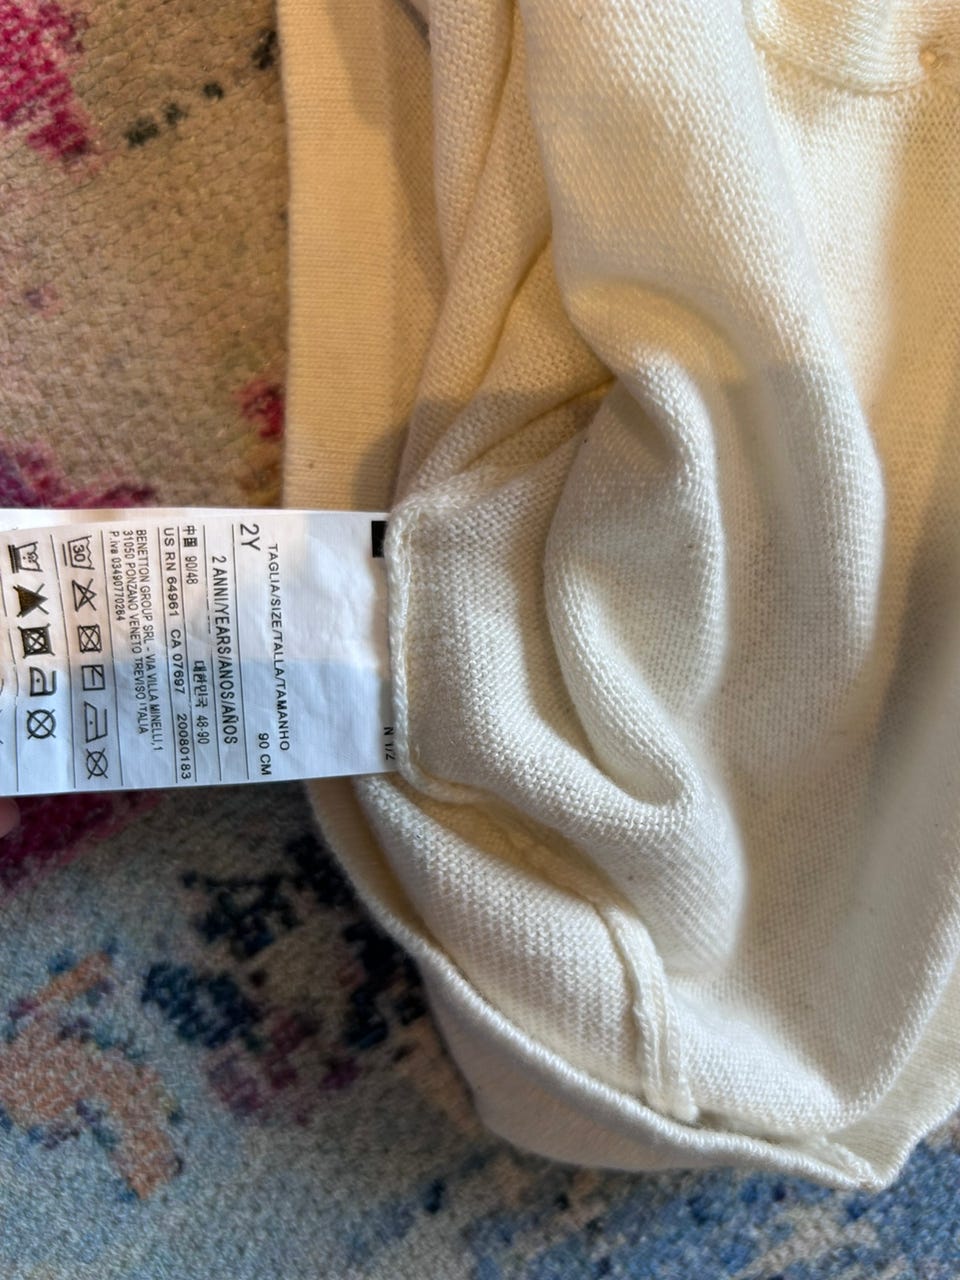 N 1/2
TAGLIA/SIZE/TALLA/TAMANHO
2Y 90 CM
2 ANNI/YEARS/ANOS/AÑOS
中国 90/48 대한민국 48-90
US RN 64961 CA 07697 20080183
BENETTON GROUP SRL - VIA VILLA MINELLI,1
31050 PONZANO VENETO TREVISO ITALIA
P.iva 03490770264
30